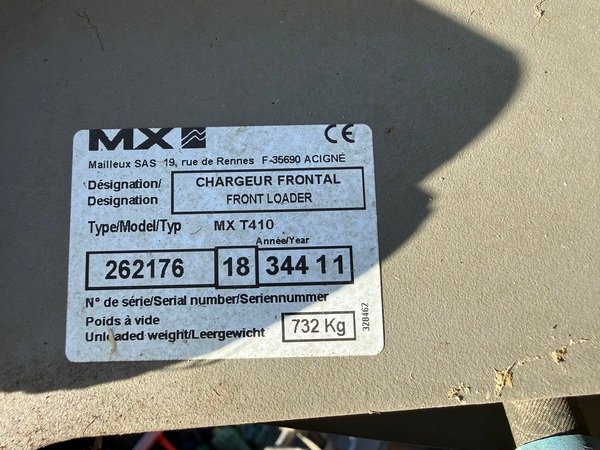 MX CE
Mailleux SAS 19, rue de Rennes F-35690 ACIGNÉ
Désignation/ CHARGEUR FRONTAL
Designation FRONT LOADER
Type/Model/Typ MX T410
Année/Year
262176 18 344 11
N° de série/Serial number/Seriennummer
Poids à vide
Unloaded weight/Leergewicht 732 Kg
328462